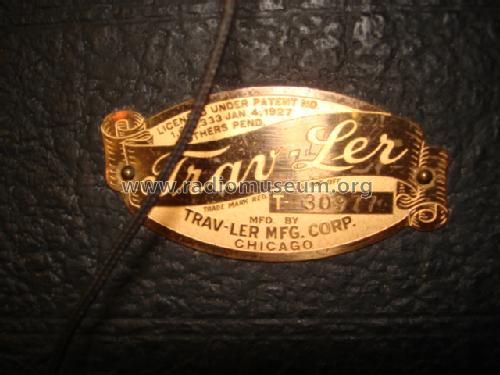 LICENSED UNDER PATENT NO.
333 JAN 4, 1927
OTHERS PEND.
Trav-Ler
www.radiomuseum.org
TRADE MARK REG.
MFD. BY
TRAV-LER MFG. CORP.
CHICAGO